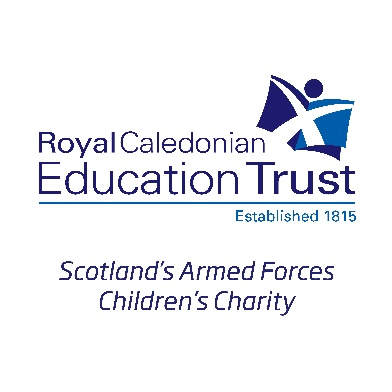 Royal Caledonian
Education Trust
Established 1815
Scotland's Armed Forces
Children's Charity